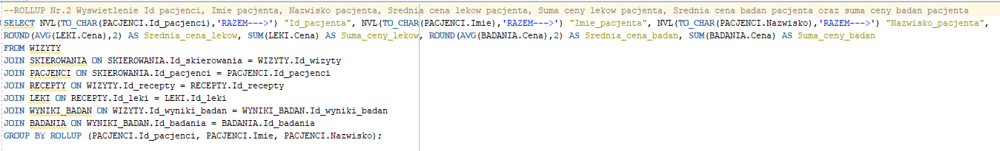 --ROLLUP Nr.2 Wyswietlenie Id pacjenci, Imie pacjenta, Nazwisko pacjenta, Srednia cena lekow pacjenta, Suma ceny lekow pacjenta, Srednia cena badan pacjenta oraz suma ceny badan pacjenta
SELECT NVL(TO_CHAR(PACJENCI.Id_pacjenci),'RAZEM--->') "Id_pacjenta", NVL(TO_CHAR(PACJENCI.Imie),'RAZEM--->') "Imie_pacjenta", NVL(TO_CHAR(PACJENCI.Nazwisko),'RAZEM--->') "Nazwisko_pacjenta",
ROUND(AVG(LEKI.Cena),2) AS Srednia_cena_lekow, SUM(LEKI.Cena) AS Suma_ceny_lekow, ROUND(AVG(BADANIA.Cena),2) AS Srednia_cena_badan, SUM(BADANIA.Cena) AS Suma_ceny_badan
FROM WIZYTY
JOIN SKIEROWANIA ON SKIEROWANIA.Id_skierowania = WIZYTY.Id_wizyty
JOIN PACJENCI ON SKIEROWANIA.Id_pacjenci = PACJENCI.Id_pacjenci
JOIN RECEPTY ON WIZYTY.Id_recepty = RECEPTY.Id_recepty
JOIN LEKI ON RECEPTY.Id_leki = LEKI.Id_leki
JOIN WYNIKI_BADAN ON WIZYTY.Id_wyniki_badan = WYNIKI_BADAN.Id_wyniki_badan
JOIN BADANIA ON WYNIKI_BADAN.Id_badania = BADANIA.Id_badania
GROUP BY ROLLUP (PACJENCI.Id_pacjenci, PACJENCI.Imie, PACJENCI.Nazwisko);